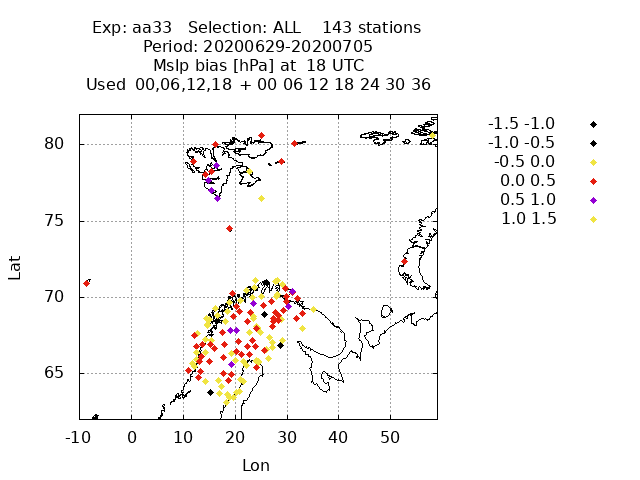 Exp: aa33 Selection: ALL 143 stations
Period: 20200629-20200705
Mslp bias [hPa] at 18 UTC
Used 00,06,12,18 + 00 06 12 18 24 30 36
-1.5 -1.0
-1.0 -0.5
-0.5 0.0
0.0 0.5
0.5 1.0
1.0 1.5
80
75
70
65
Lat
-10 0 10 20 30 40 50
Lon